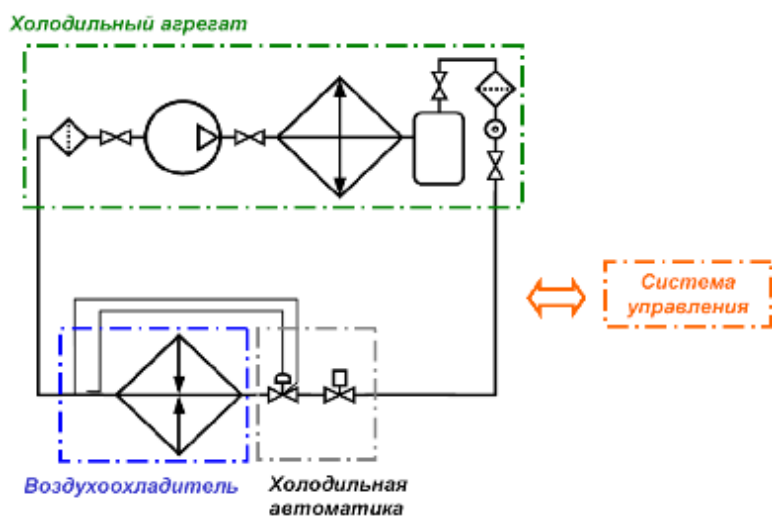 Холодильный агрегат
Система
управления
Воздухоохладитель
Холодильная
автоматика